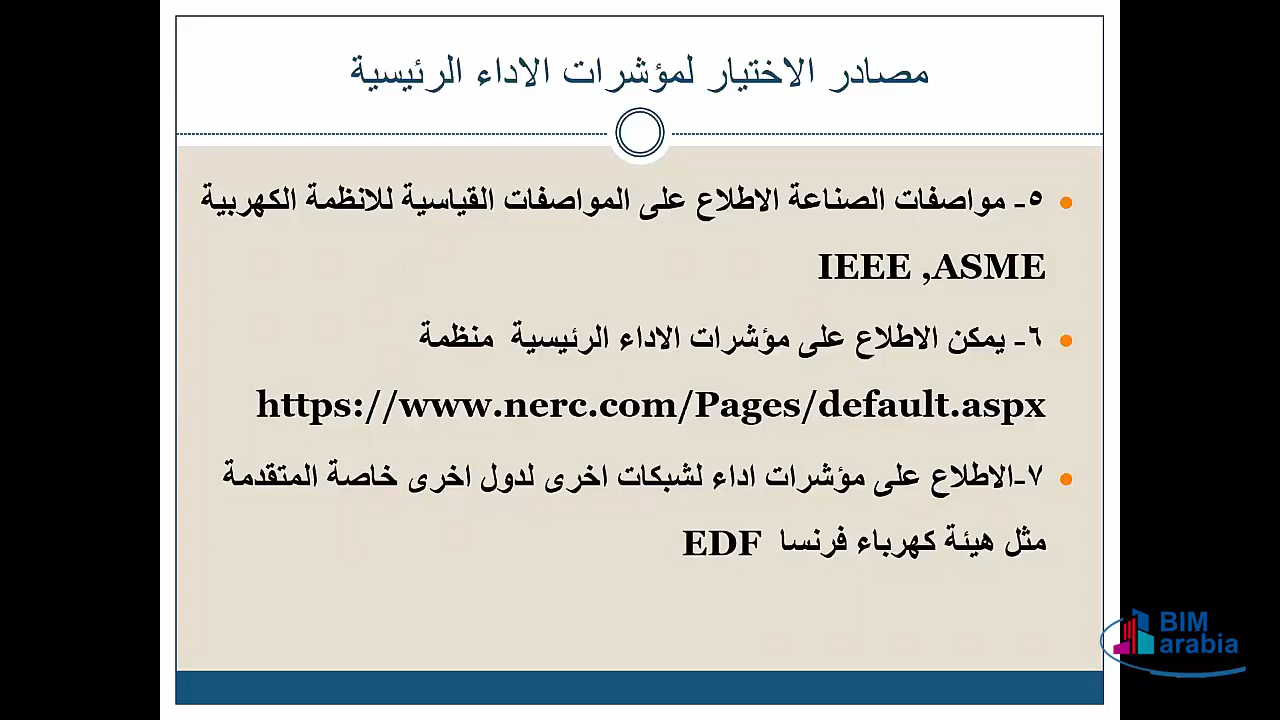 مصادر الاختيار لمؤشرات الاداء الرئيسية
٥- مواصفات الصناعة الاطلاع على المواصفات القياسية للانظمة الكهربية
IEEE ,ASME
٦- يمكن الاطلاع على مؤشرات الاداء الرئيسية منظمة
https://www.nerc.com/Pages/default.aspx
٧-الاطلاع على مؤشرات اداء لشبكات اخرى لدول اخرى خاصة المتقدمة
مثل هيئة كهرباء فرنسا EDF
BIM
arabia